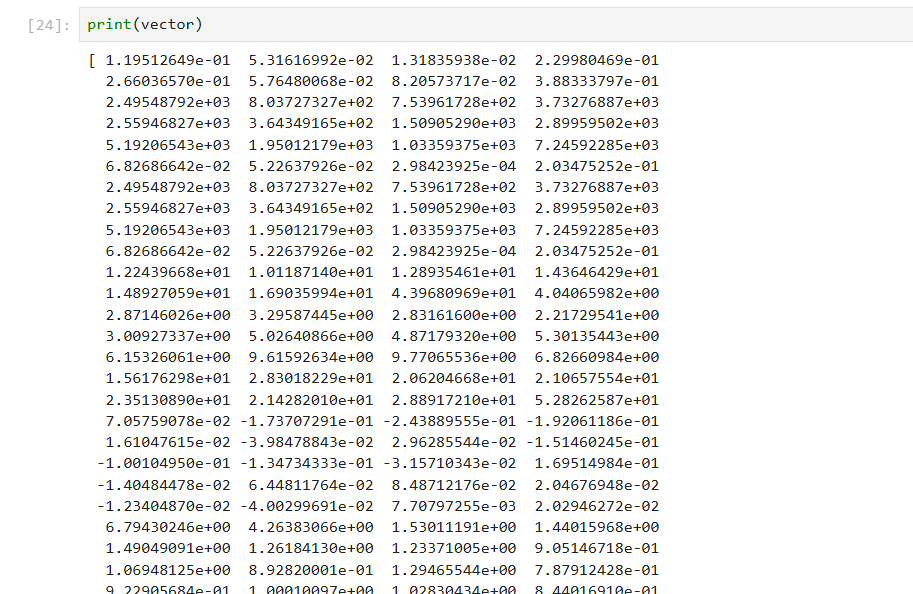 [24]: print(vector)
[ 1.19512649e-01 5.31616992e-02 1.31835938e-02 2.29980469e-01
2.66036570e-01 5.76480068e-02 8.20573717e-02 3.88333797e-01
2.49548792e+03 8.03727327e+02 7.53961728e+02 3.73276887e+03
2.55946827e+03 3.64349165e+02 1.50905290e+03 2.89959502e+03
5.19206543e+03 1.95012179e+03 1.03359375e+03 7.24592285e+03
6.82686642e-02 5.22637926e-02 2.98423925e-04 2.03475252e-01
2.49548792e+03 8.03727327e+02 7.53961728e+02 3.73276887e+03
2.55946827e+03 3.64349165e+02 1.50905290e+03 2.89959502e+03
5.19206543e+03 1.95012179e+03 1.03359375e+03 7.24592285e+03
6.82686642e-02 5.22637926e-02 2.98423925e-04 2.03475252e-01
1.22439668e+01 1.01187140e+01 1.28935461e+01 1.43646429e+01
1.48927059e+01 1.69035994e+01 4.39680969e+01 4.04065982e+00
2.87146026e+00 3.29587445e+00 2.83161600e+00 2.21729541e+00
3.00927337e+00 5.02640866e+00 4.87179320e+00 5.30135443e+00
6.15326061e+00 9.61592634e+00 9.77065536e+00 6.82660984e+00
1.56176298e+01 2.83018229e+01 2.06204668e+01 2.10657554e+01
2.35130890e+01 2.14282010e+01 2.88917210e+01 5.28262587e+01
7.05759078e-02 -1.73707291e-01 -2.43889555e-01 -1.92061186e-01
1.61047615e-02 -3.98478843e-02 2.96285544e-02 -1.51460245e-01
-1.00104950e-01 -1.34734333e-01 -3.15710343e-02 1.69514984e-01
-1.40484478e-02 6.44811764e-02 8.48712176e-02 2.04676948e-02
-1.23404870e-02 -4.00299691e-02 7.70797255e-03 2.02946272e-02
6.79430246e+00 4.26383066e+00 1.53011191e+00 1.44015968e+00
1.49049091e+00 1.26184130e+00 1.23371005e+00 9.05146718e-01
1.06948125e+00 8.92820001e-01 1.29465544e+00 7.87912428e-01
9.22905684e-01 1.00010097e+00 1.02830434e+00 8.44016910e-01